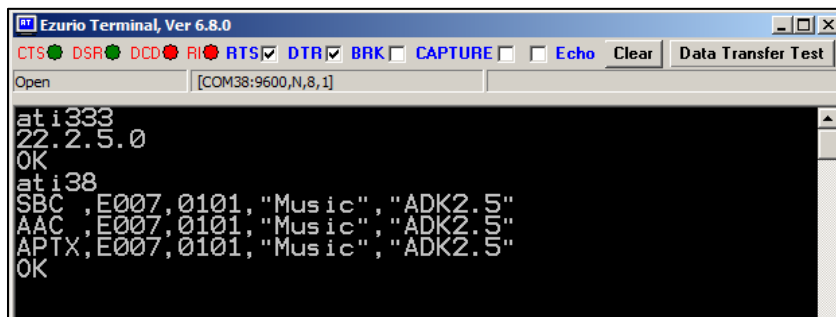 Ezurio Terminal, Ver 6.8.0
CTS DSR DCD RI RTS DTR BRK CAPTURE Echo Clear Data Transfer Test
Open [COM38:9600,N,8,1]
ati333
22.2.5.0
OK
ati38
SBC ,E007,0101,"Music","ADK2.5"
AAC ,E007,0101,"Music","ADK2.5"
APTX,E007,0101,"Music","ADK2.5"
OK